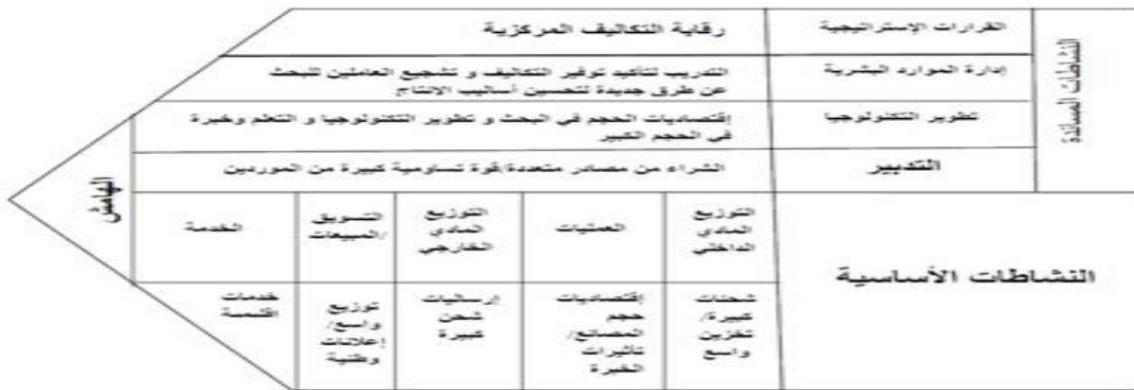 القرارات الإستراتيجية
رقابة التكاليف المركزية
إدارة الموارد البشرية
التدريب لتأكيد توفير التكاليف و تشجيع العاملين للبحث
عن طرق جديدة لتحسين أساليب الانتاج
تطوير التكنولوجيا
إقتصاديات الحجم في البحث و تطوير التكنولوجيا و التعلم وخبرة
في الحجم الكبير
التدبير
الشراء من مصادر متعددة/قوة تساومية كبيرة من الموردين
النشاطات المساندة
النشاطات الأساسية
التوزيع
المادي
الداخلي
العمليات
التوزيع
المادي
الخارجي
التسويق
/المبيعات
الخدمة
شحنات
كبيرة/
تخزين
واسع
إقتصاديات
حجم
المصانع/
تأثيرات
الخبرة
إرساليات
شحن
كبيرة
توزيع
واسع/
إعلانات
وطنية
خدمات
الهامش